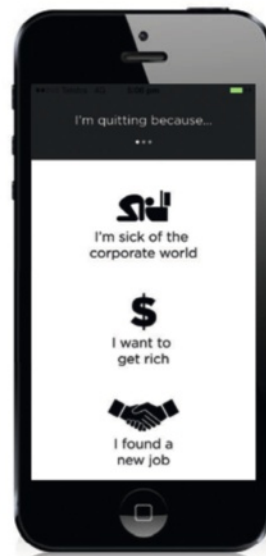 I'm quitting because...
I'm sick of the
corporate world
$
I want to
get rich
I found a
new job